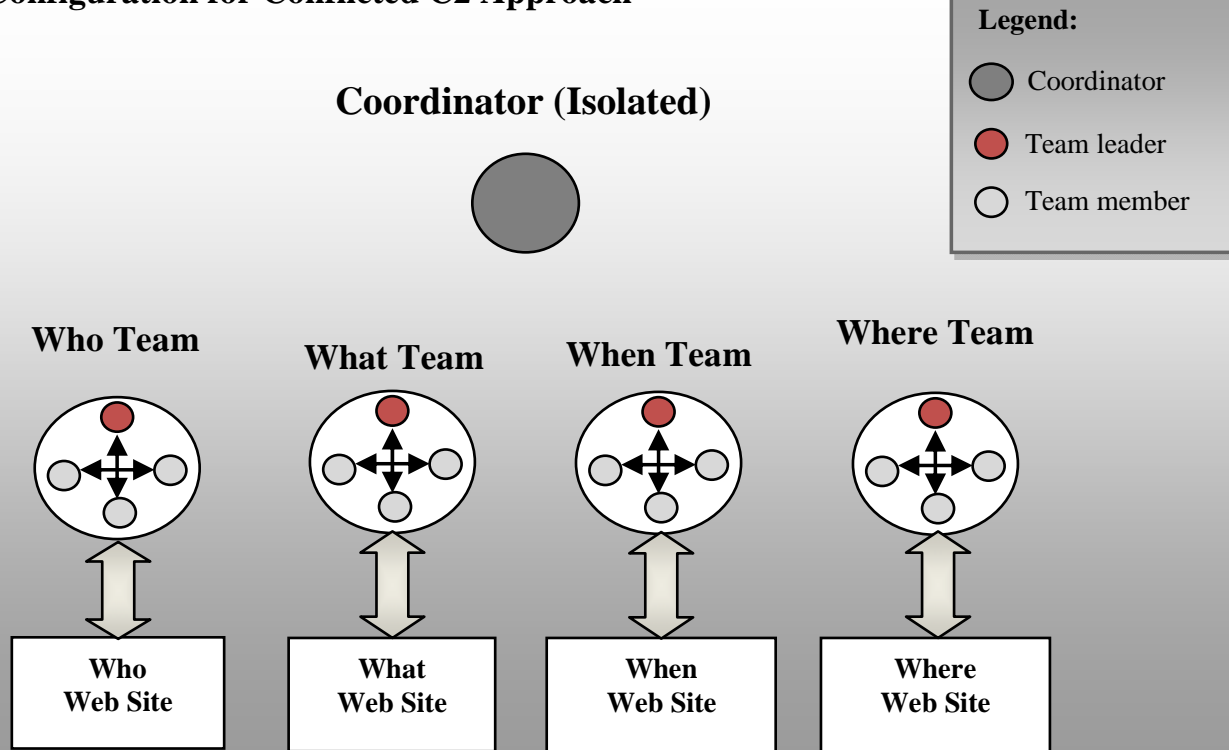 Configuration for Conflicted C2 Approach
Legend:
Coordinator
Team leader
Team member
Coordinator (Isolated)
Who Team
What Team
When Team
Where Team
Who
Web Site
What
Web Site
When
Web Site
Where
Web Site